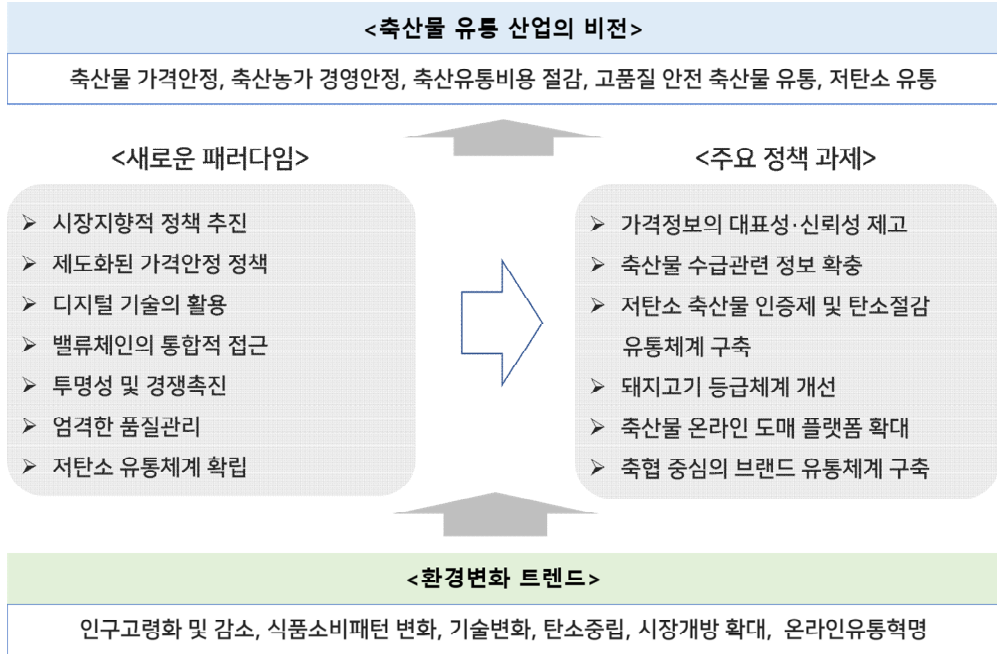 <축산물 유통 산업의 비전>
축산물 가격안정, 축산농가 경영안정, 축산유통비용 절감, 고품질 안전 축산물 유통, 저탄소 유통
<새로운 패러다임>
➢ 시장지향적 정책 추진
➢ 제도화된 가격안정 정책
➢ 디지털 기술의 활용
➢ 밸류체인의 통합적 접근
➢ 투명성 및 경쟁촉진
➢ 엄격한 품질관리
➢ 저탄소 유통체계 확립
<주요 정책 과제>
➢ 가격정보의 대표성·신뢰성 제고
➢ 축산물 수급관련 정보 확충
➢ 저탄소 축산물 인증제 및 탄소절감
유통체계 구축
➢ 돼지고기 등급체계 개선
➢ 축산물 온라인 도매 플랫폼 확대
➢ 축협 중심의 브랜드 유통체계 구축
<환경변화 트렌드>
인구고령화 및 감소, 식품소비패턴 변화, 기술변화, 탄소중립, 시장개방 확대, 온라인유통혁명